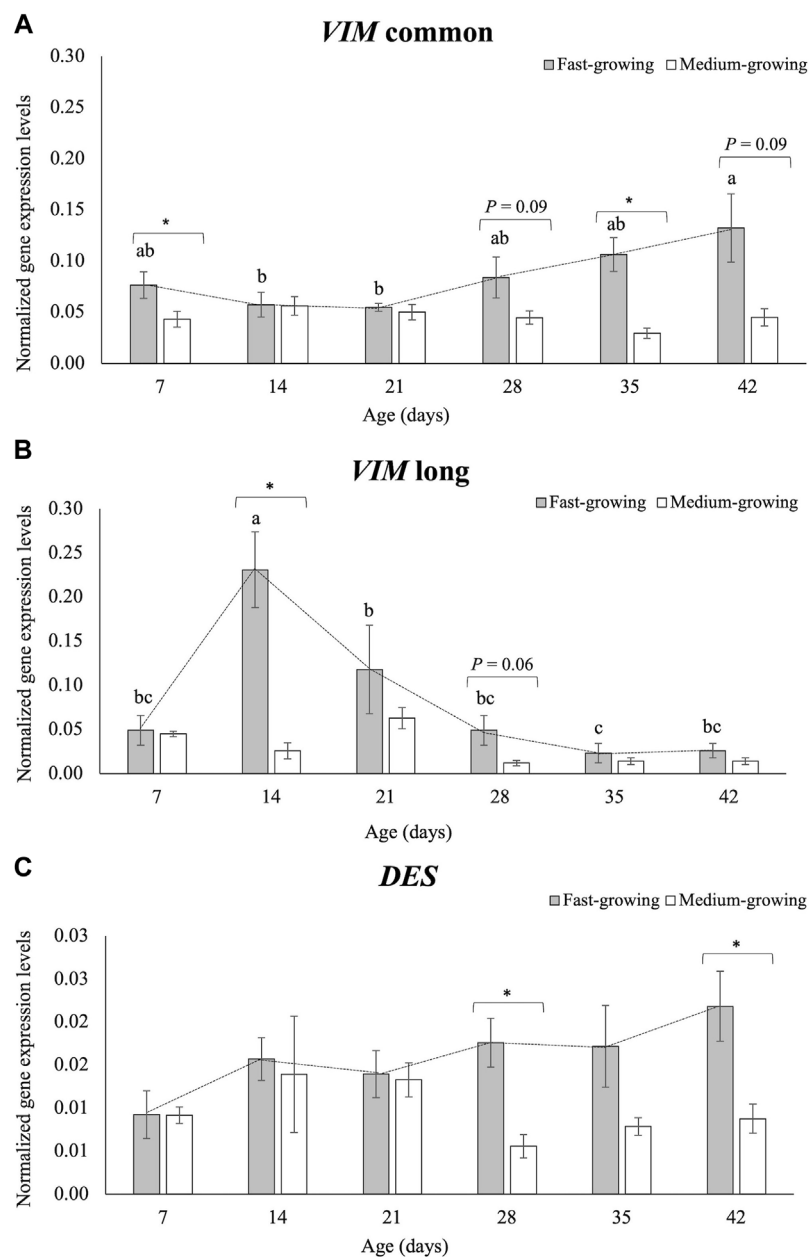 A
VIM common
Fast-growing Medium-growing
Normalized gene expression levels
0.30
0.25
0.20
0.15
0.10
0.05
0.00
*
ab
b
b
P = 0.09
ab
*
ab
P = 0.09
a
7 14 21 28 35 42
Age (days)
B
VIM long
Fast-growing Medium-growing
Normalized gene expression levels
0.30
0.25
0.20
0.15
0.10
0.05
0.00
bc
*
a
b
P = 0.06
bc
c
bc
7 14 21 28 35 42
Age (days)
C
DES
Fast-growing Medium-growing
Normalized gene expression levels
0.03
0.03
0.02
0.02
0.01
0.01
0.00
*
*
7 14 21 28 35 42
Age (days)